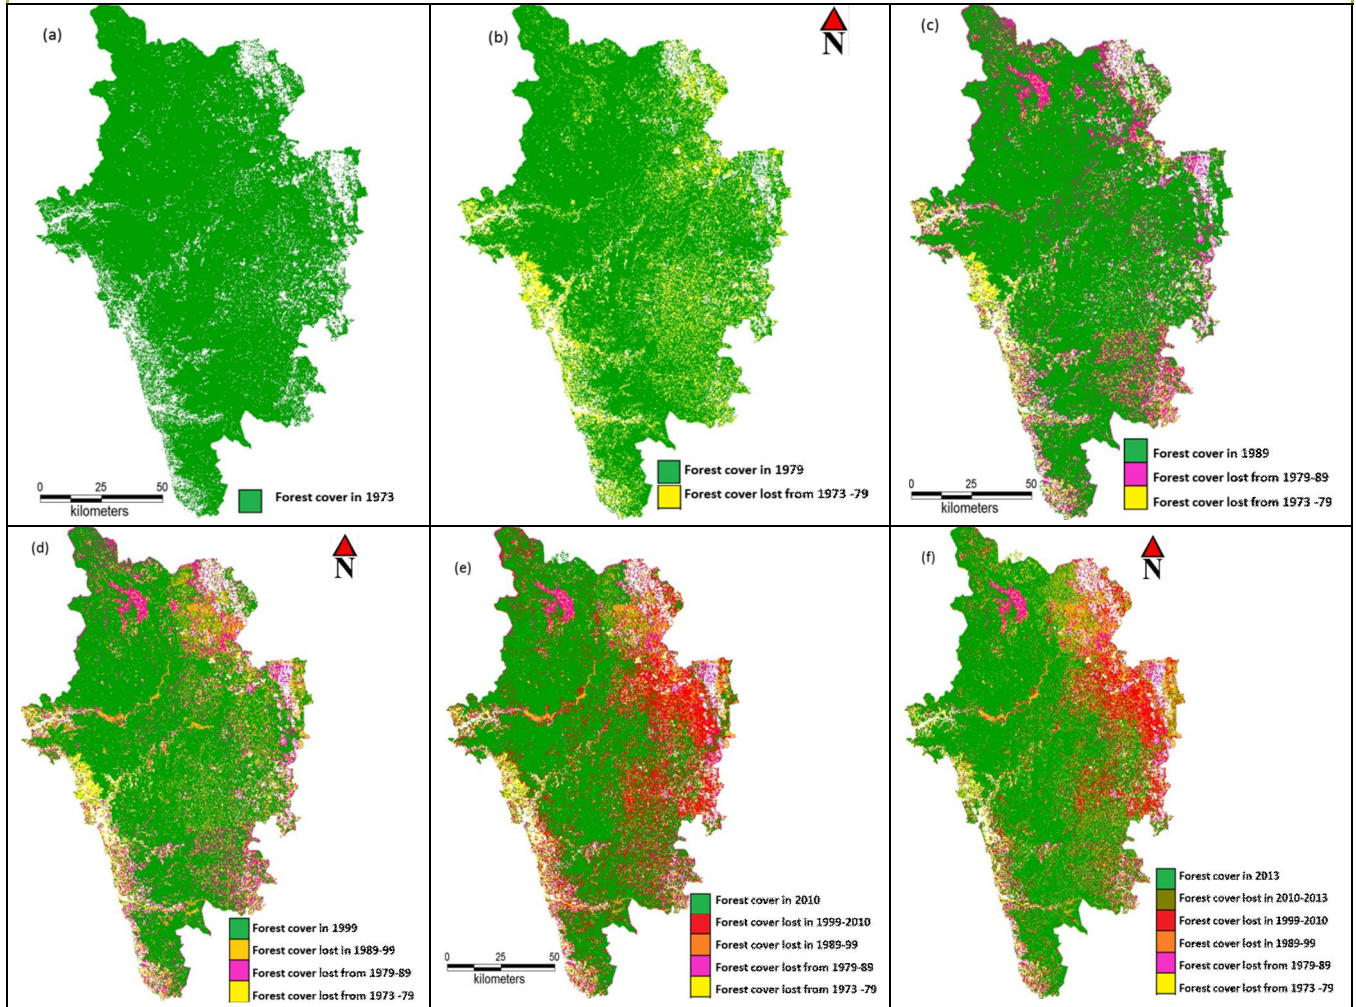 (a)
0 25 50
kilometers
Forest cover in 1973
(b)
N
Forest cover in 1979
Forest cover lost from 1973 -79
(c)
0 25 50
kilometers
Forest cover in 1989
Forest cover lost from 1979-89
Forest cover lost from 1973 -79
(d)
N
Forest cover in 1999
Forest cover lost in 1989-99
Forest cover lost from 1979-89
Forest cover lost from 1973 -79
(e)
0 25 50
kilometers
Forest cover in 2010
Forest cover lost in 1999-2010
Forest cover lost in 1989-99
Forest cover lost from 1979-89
Forest cover lost from 1973 -79
(f)
N
Forest cover in 2013
Forest cover lost in 2010-2013
Forest cover lost in 1999-2010
Forest cover lost in 1989-99
Forest cover lost from 1979-89
Forest cover lost from 1973 -79